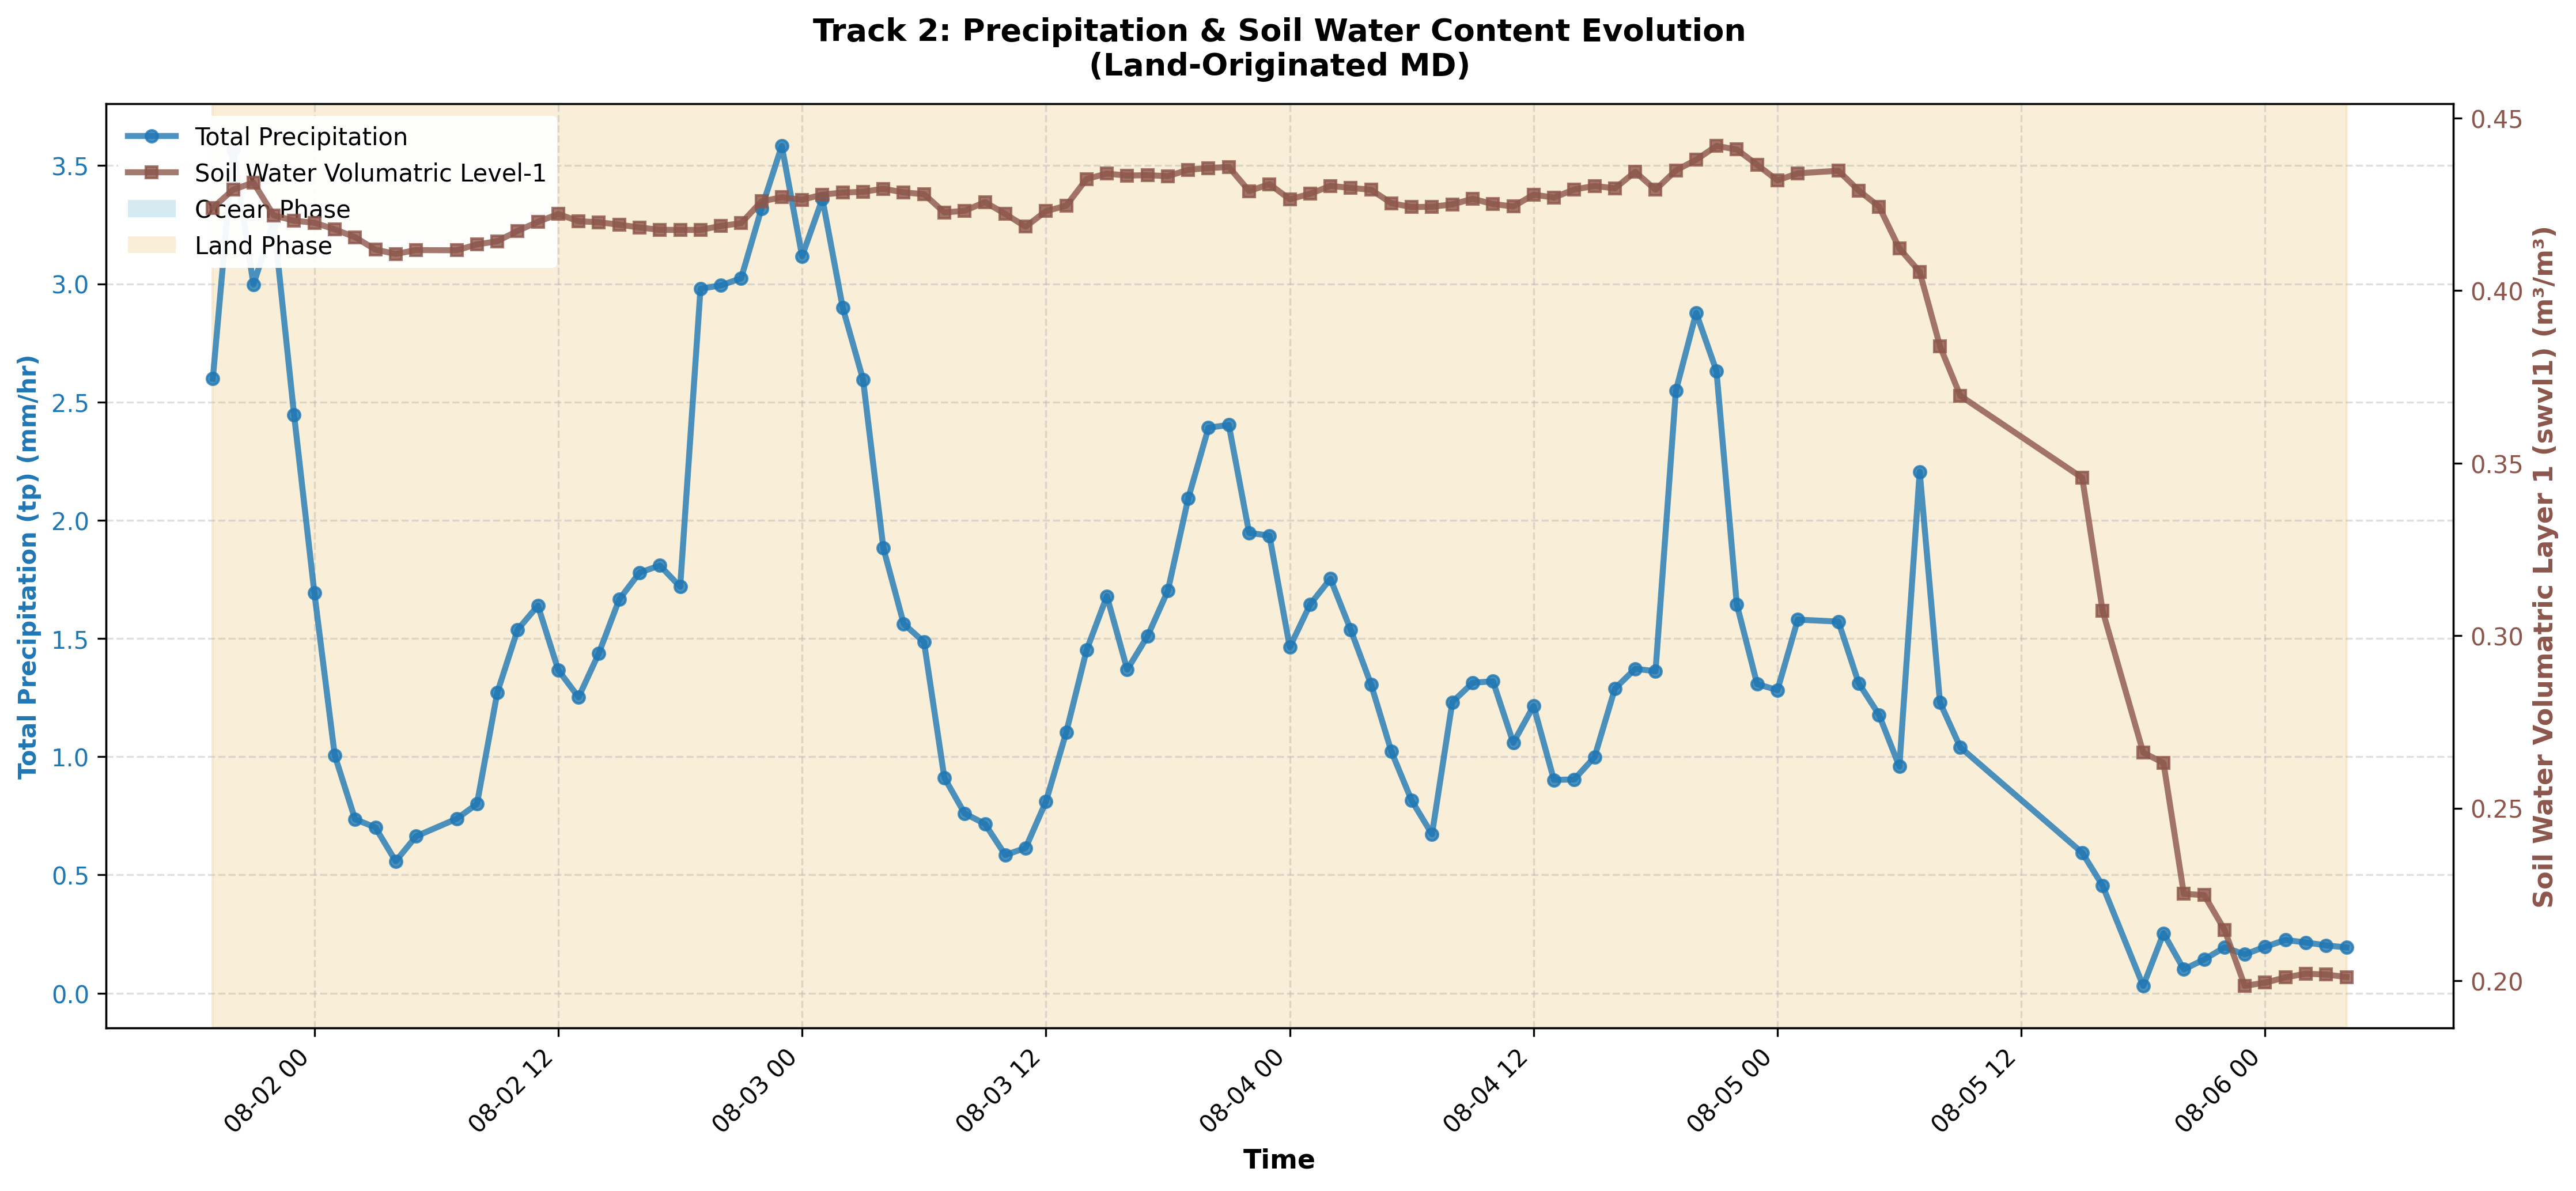 Track 2: Precipitation & Soil Water Content Evolution
(Land-Originated MD)
Total Precipitation
Soil Water Volumatric Level-1
Ocean Phase
Land Phase
Total Precipitation (tp) (mm/hr)
3.5
3.0
2.5
2.0
1.5
1.0
0.5
0.0
Soil Water Volumatric Layer 1 (swvl1) (m³/m³)
0.45
0.40
0.35
0.30
0.25
0.20
08-02 00
08-02 12
08-03 00
08-03 12
08-04 00
08-04 12
08-05 00
08-05 12
08-06 00
Time